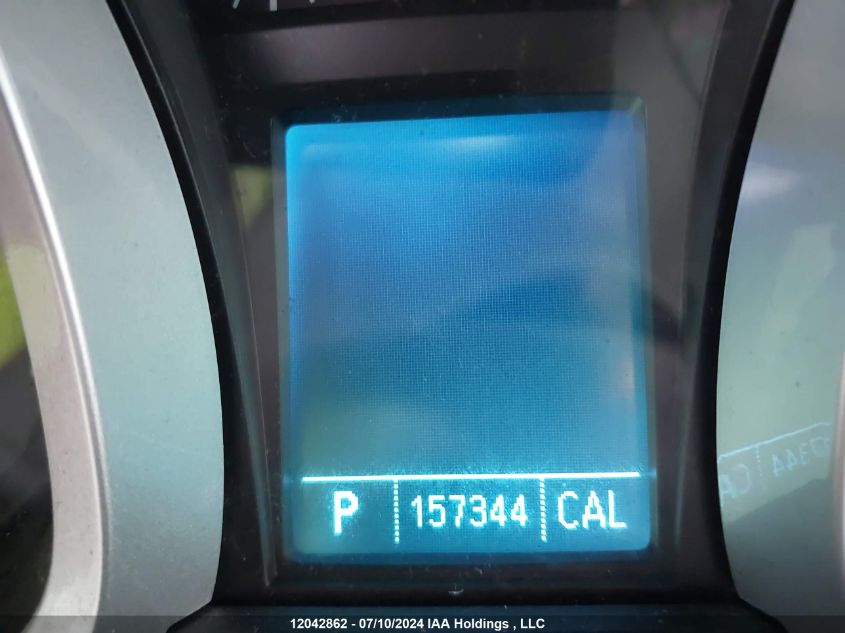 P 157344 CAL
12042862 - 07/10/2024 IAA Holdings , LLC